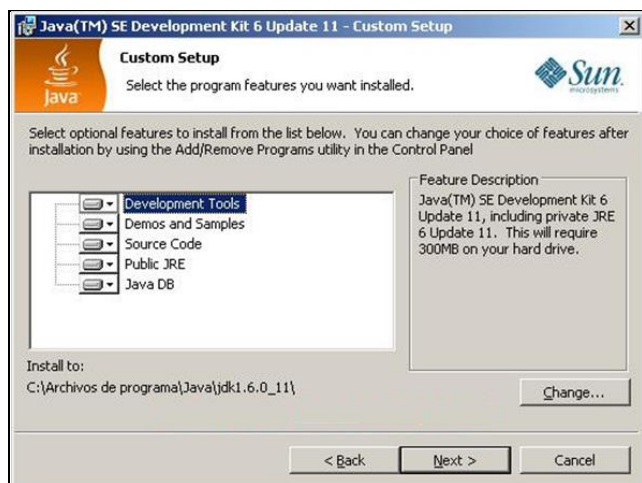 Java(TM) SE Development Kit 6 Update 11 - Custom Setup
Java
Custom Setup
Select the program features you want installed.
Sun
microsystems
Select optional features to install from the list below.  You can change your choice of features after
installation by using the Add/Remove Programs utility in the Control Panel
Development Tools
Demos and Samples
Source Code
Public JRE
Java DB
Feature Description
Java(TM) SE Development Kit 6
Update 11, including private JRE
6 Update 11.  This will require
300MB on your hard drive.
Install to:
C:\Archivos de programa\Java\jdk1.6.0_11\
Change...
< Back
Next >
Cancel